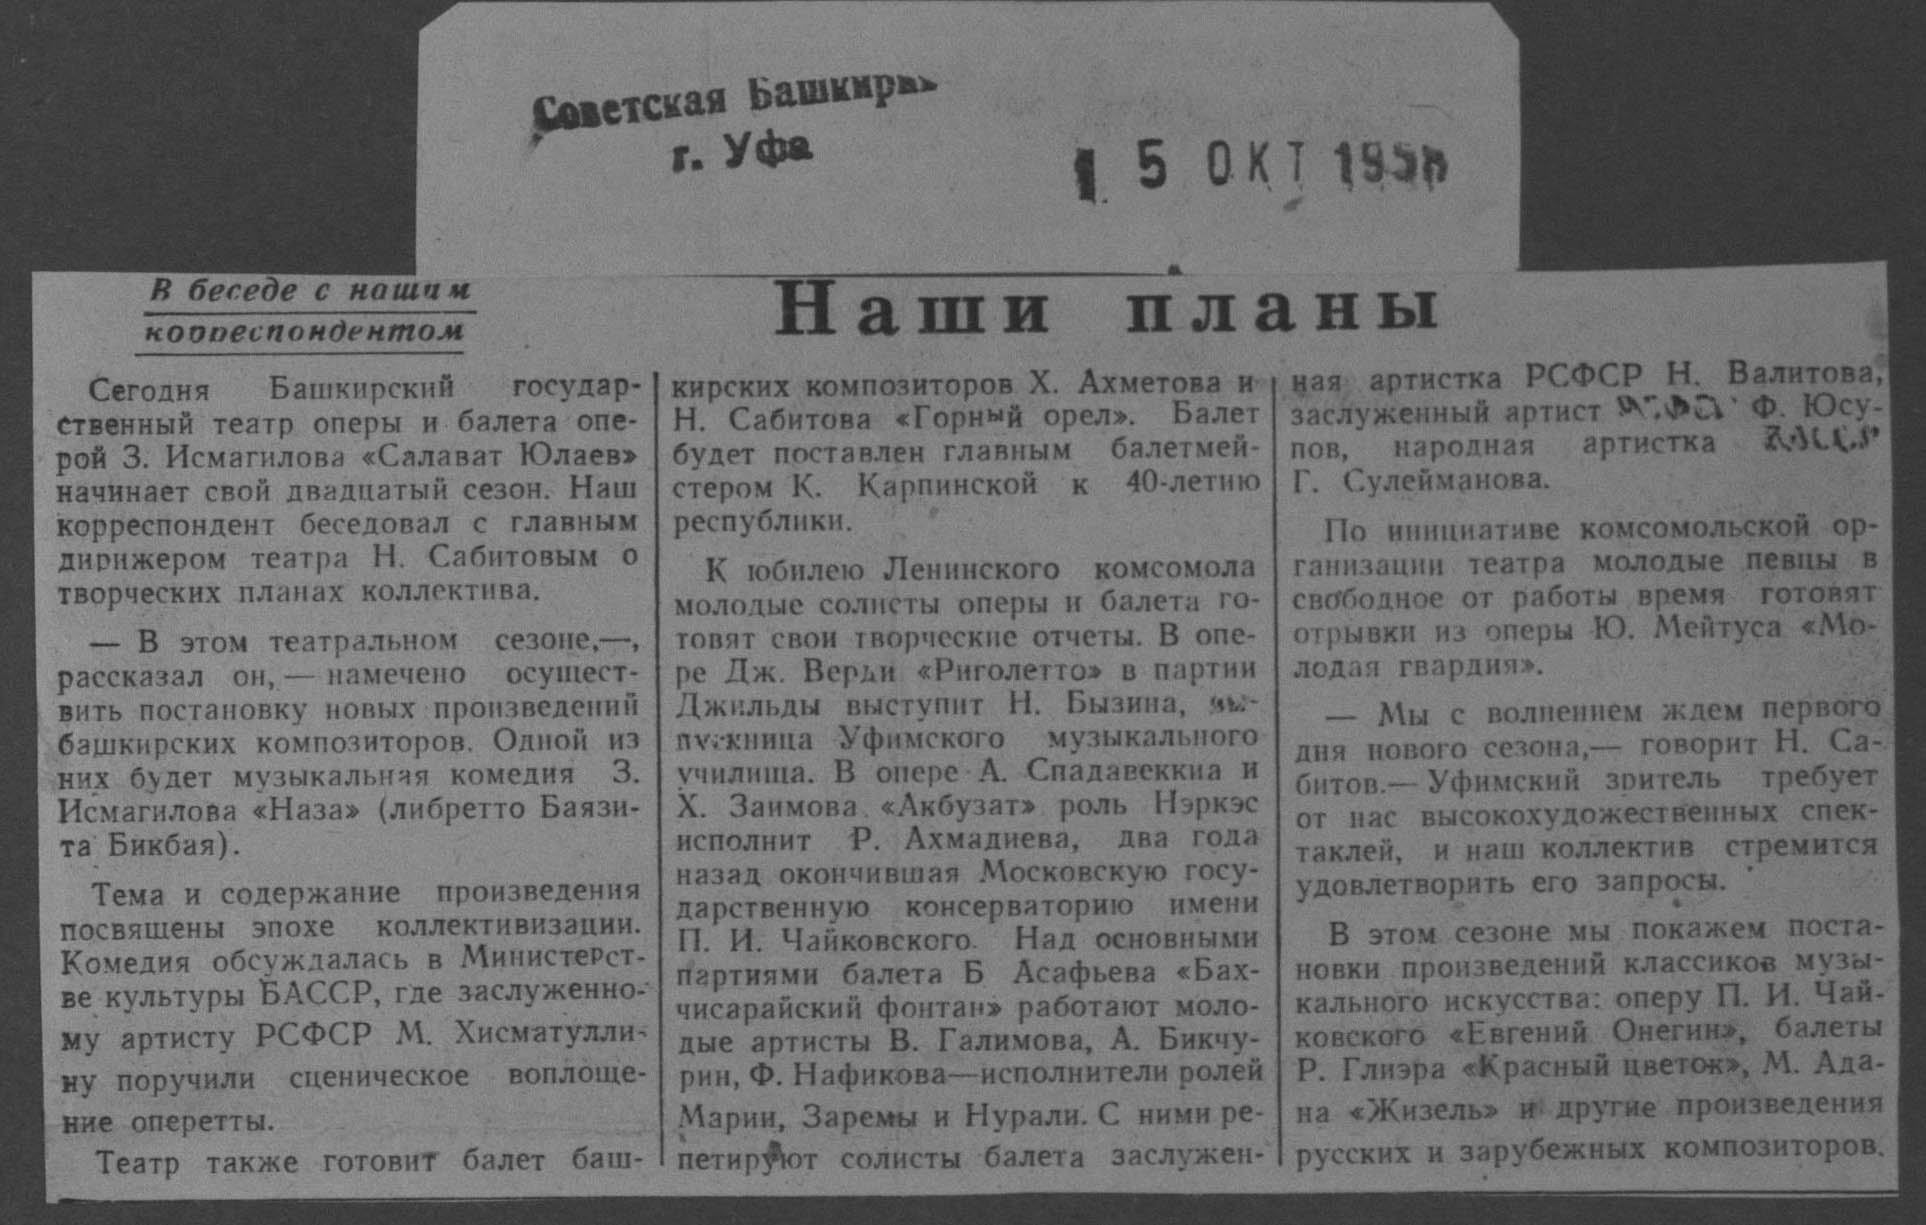 Советская Башкирия
г. Уфа
5 ОКТ 1958
В беседе с нашим
корреспондентом
Наши планы
Сегодня Башкирский государ-
ственный театр оперы и балета опе-
рой З. Исмагилова «Салават Юлаев»
начинает свой двадцатый сезон. Наш
корреспондент беседовал с главным
дирижером театра Н. Сабитовым о
творческих планах коллектива.
— В этом театральном сезоне,—,
рассказал он, — намечено осущест-
вить постановку новых произведений
башкирских композиторов. Одной из
них будет музыкальная комедия З.
Исмагилова «Наза» (либретто Баязи-
та Бикбая).
Тема и содержание произведения
посвящены эпохе коллективизации.
Комедия обсуждалась в Министерст-
ве культуры БАССР, где заслуженно-
му артисту РСФСР М. Хисматулли-
ну поручили сценическое воплоще-
ние оперетты.
Театр также готовит балет баш-
кирских композиторов Х. Ахметова и
Н. Сабитова «Горный орел». Балет
будет поставлен главным балетмей-
стером К. Карпинской к 40-летию
республики.
К юбилею Ленинского комсомола
молодые солисты оперы и балета го-
товят свои творческие отчеты. В опе-
ре Дж. Верди «Риголетто» в партии
Джильды выступит Н. Бызина, вы-
пускница Уфимского музыкального
училища. В опере А. Спадавеккиа и
Х. Заимова «Акбузат» роль Нэркэс
исполнит Р. Ахмадиева, два года
назад окончившая Московскую госу-
дарственную консерваторию имени
П. И. Чайковского. Над основными
партиями балета Б Асафьева «Бах-
чисарайский фонтан» работают моло-
дые артисты В. Галимова, А. Бикчу-
рин, Ф. Нафикова—исполнители ролей
Марии, Заремы и Нурали. С ними ре-
петируют солисты балета заслужен-
ная артистка РСФСР Н. Валитова,
заслуженный артист Ф. Юсу-
пов, народная артистка БАССР
Г. Сулейманова.
По инициативе комсомольской ор-
ганизации театра молодые певцы в
свободное от работы время готовят
отрывки из оперы Ю. Мейтуса «Мо-
лодая гвардия».
— Мы с волнением ждем первого
дня нового сезона,— говорит Н. Са-
битов.— Уфимский зритель требует
от нас высокохудожественных спек-
таклей, и наш коллектив стремится
удовлетворить его запросы.
В этом сезоне мы покажем поста-
новки произведений классиков музы-
кального искусства: оперу П. И. Чай-
ковского «Евгений Онегин», балеты
Р. Глиэра «Красный цветок», М. Ада-
на «Жизель» и другие произведения
русских и зарубежных композиторов.